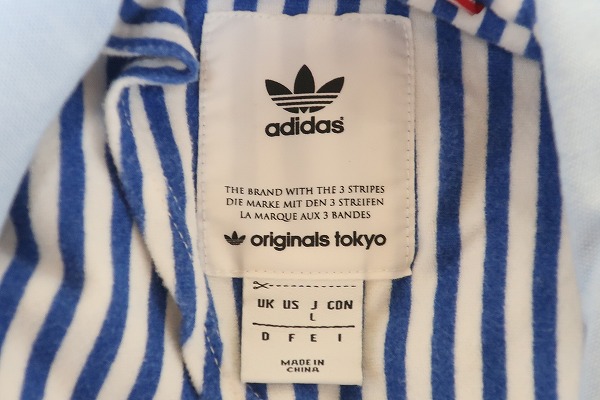 adidas
THE BRAND WITH THE 3 STRIPES
DIE MARKE MIT DEN 3 STREIFEN
LA MARQUE AUX 3 BANDES
originals tokyo
UK US J CDN
L
D F E I
MADE IN
CHINA